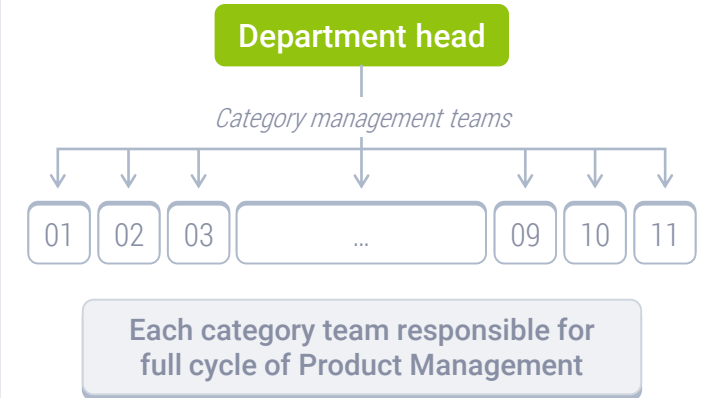 Department head
Category management teams
01 02 03 ... 09 10 11
Each category team responsible for
full cycle of Product Management